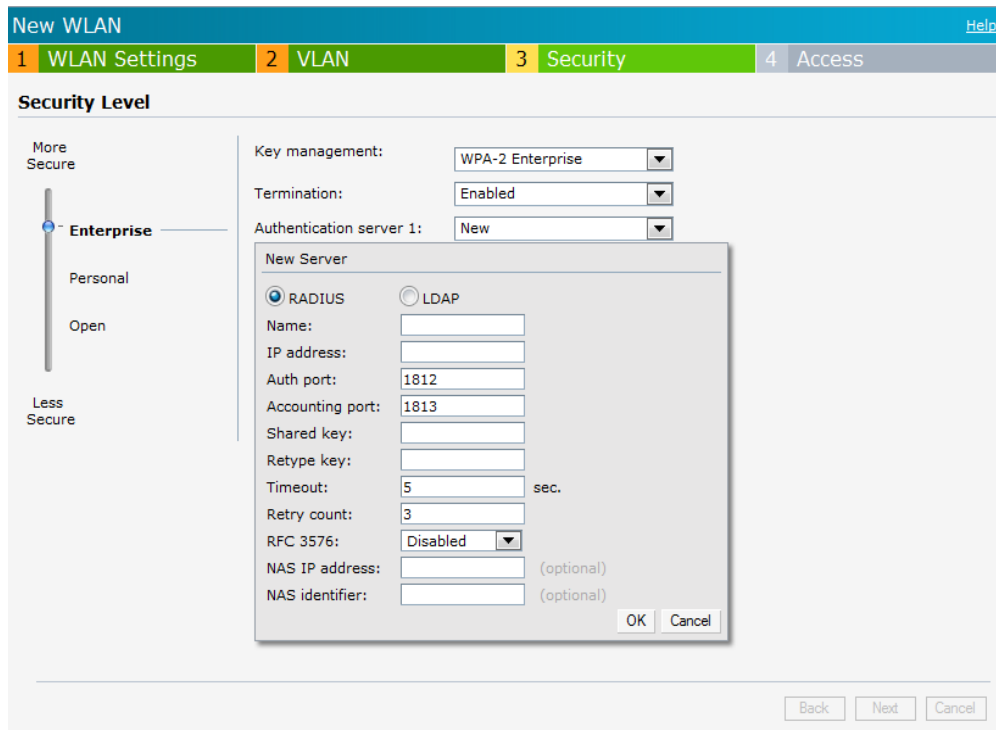 New WLAN
Help
1 WLAN Settings
2 VLAN
3 Security
4 Access
Security Level
More
Secure
Enterprise
Personal
Open
Less
Secure
Key management: WPA-2 Enterprise
Termination: Enabled
Authentication server 1: New
New Server
RADIUS LDAP
Name:
IP address:
Auth port: 1812
Accounting port: 1813
Shared key:
Retype key:
Timeout: 5 sec.
Retry count: 3
RFC 3576: Disabled
NAS IP address: (optional)
NAS identifier: (optional)
OK Cancel
Back Next Cancel